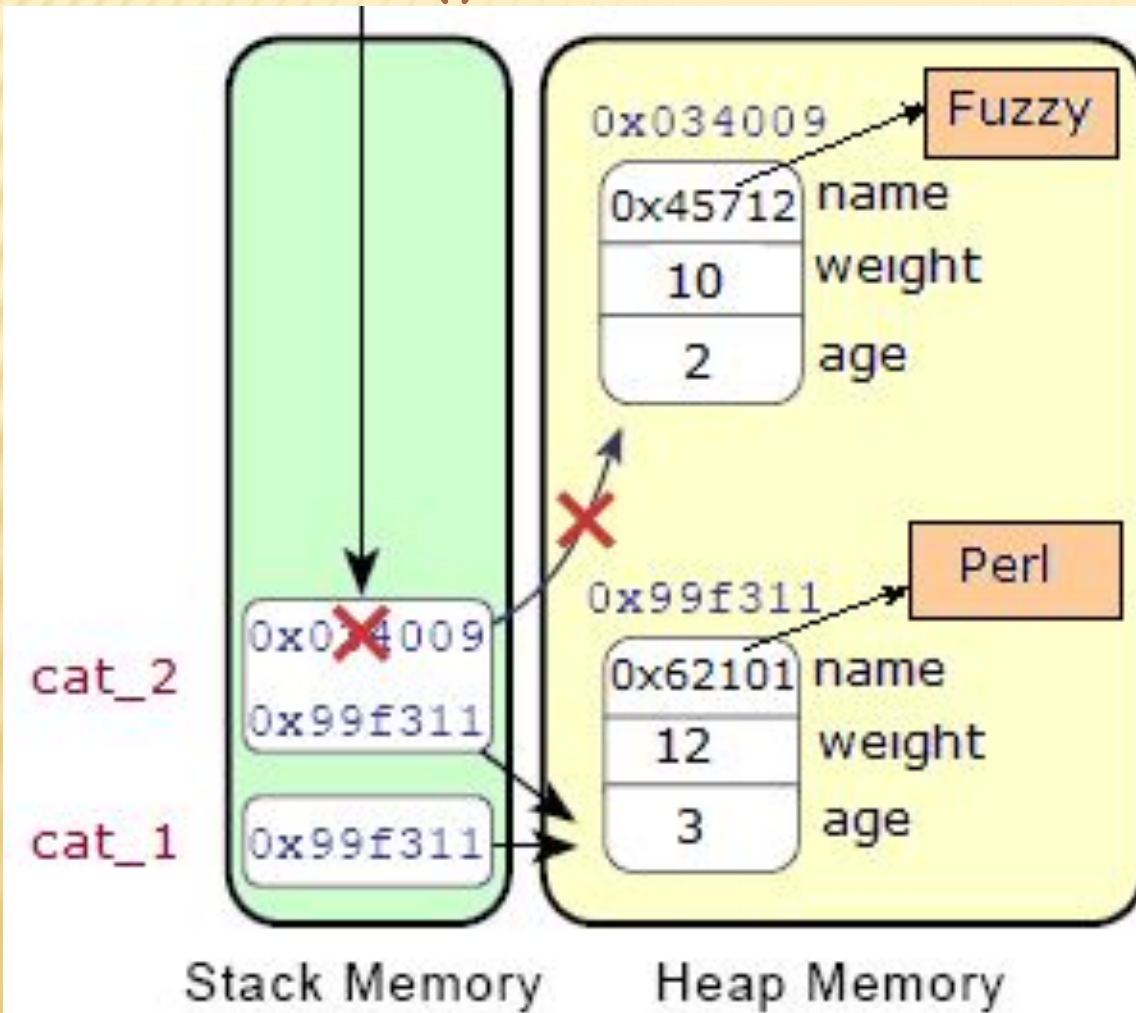 0x034009
Fuzzy
0x45712 name
10 weight
2 age
0x99f311
Perl
cat_2
0x99f311
0x62101 name
12 weight
cat_1 0x99f311
3 age
Stack Memory Heap Memory